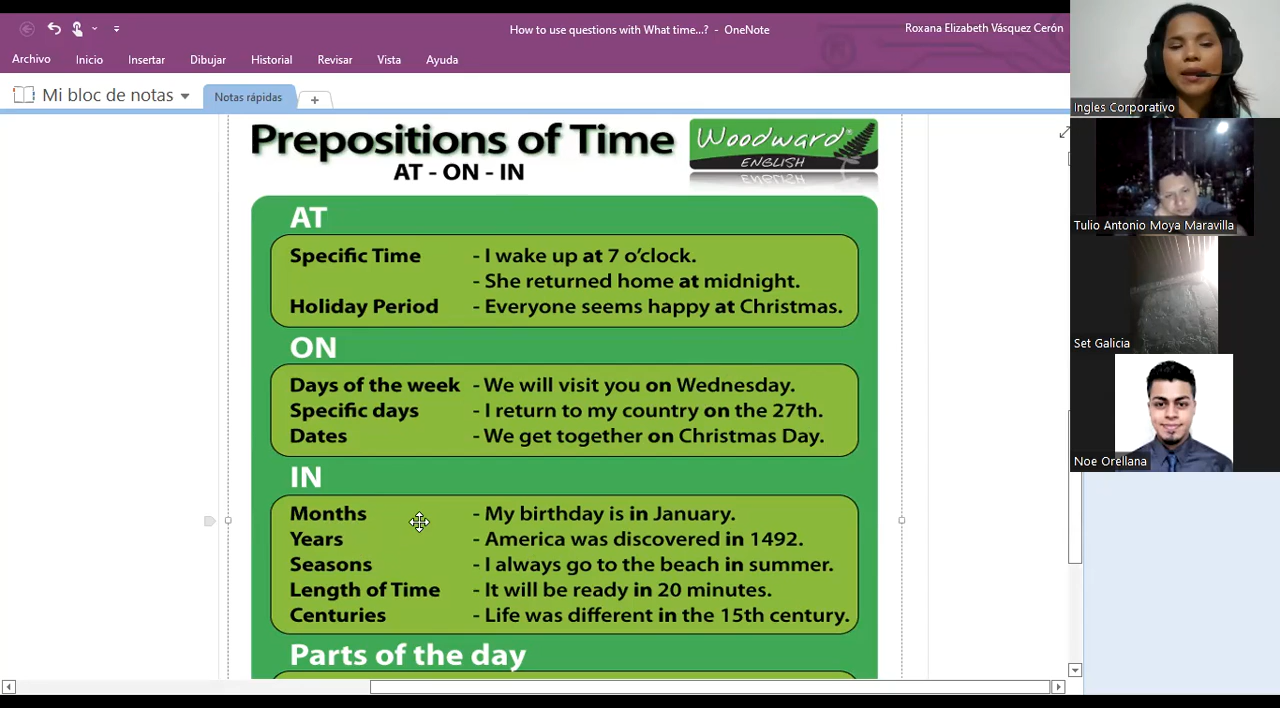 How to use questions with What time...? - OneNote
Roxana Elizabeth Vásquez Cerón
Archivo
Inicio
Insertar
Dibujar
Historial
Revisar
Vista
Ayuda
Mi bloc de notas
Notas rápidas
Prepositions of Time
AT - ON - IN
Woodward®
ENGLISH
AT
Specific Time - I wake up at 7 o'clock.
- She returned home at midnight.
Holiday Period - Everyone seems happy at Christmas.
ON
Days of the week - We will visit you on Wednesday.
Specific days - I return to my country on the 27th.
Dates - We get together on Christmas Day.
IN
Months - My birthday is in January.
Years - America was discovered in 1492.
Seasons - I always go to the beach in summer.
Length of Time - It will be ready in 20 minutes.
Centuries - Life was different in the 15th century.
Parts of the day
Ingles Corporativo
Tulio Antonio Moya Maravilla
Set Galicia
Noe Orellana